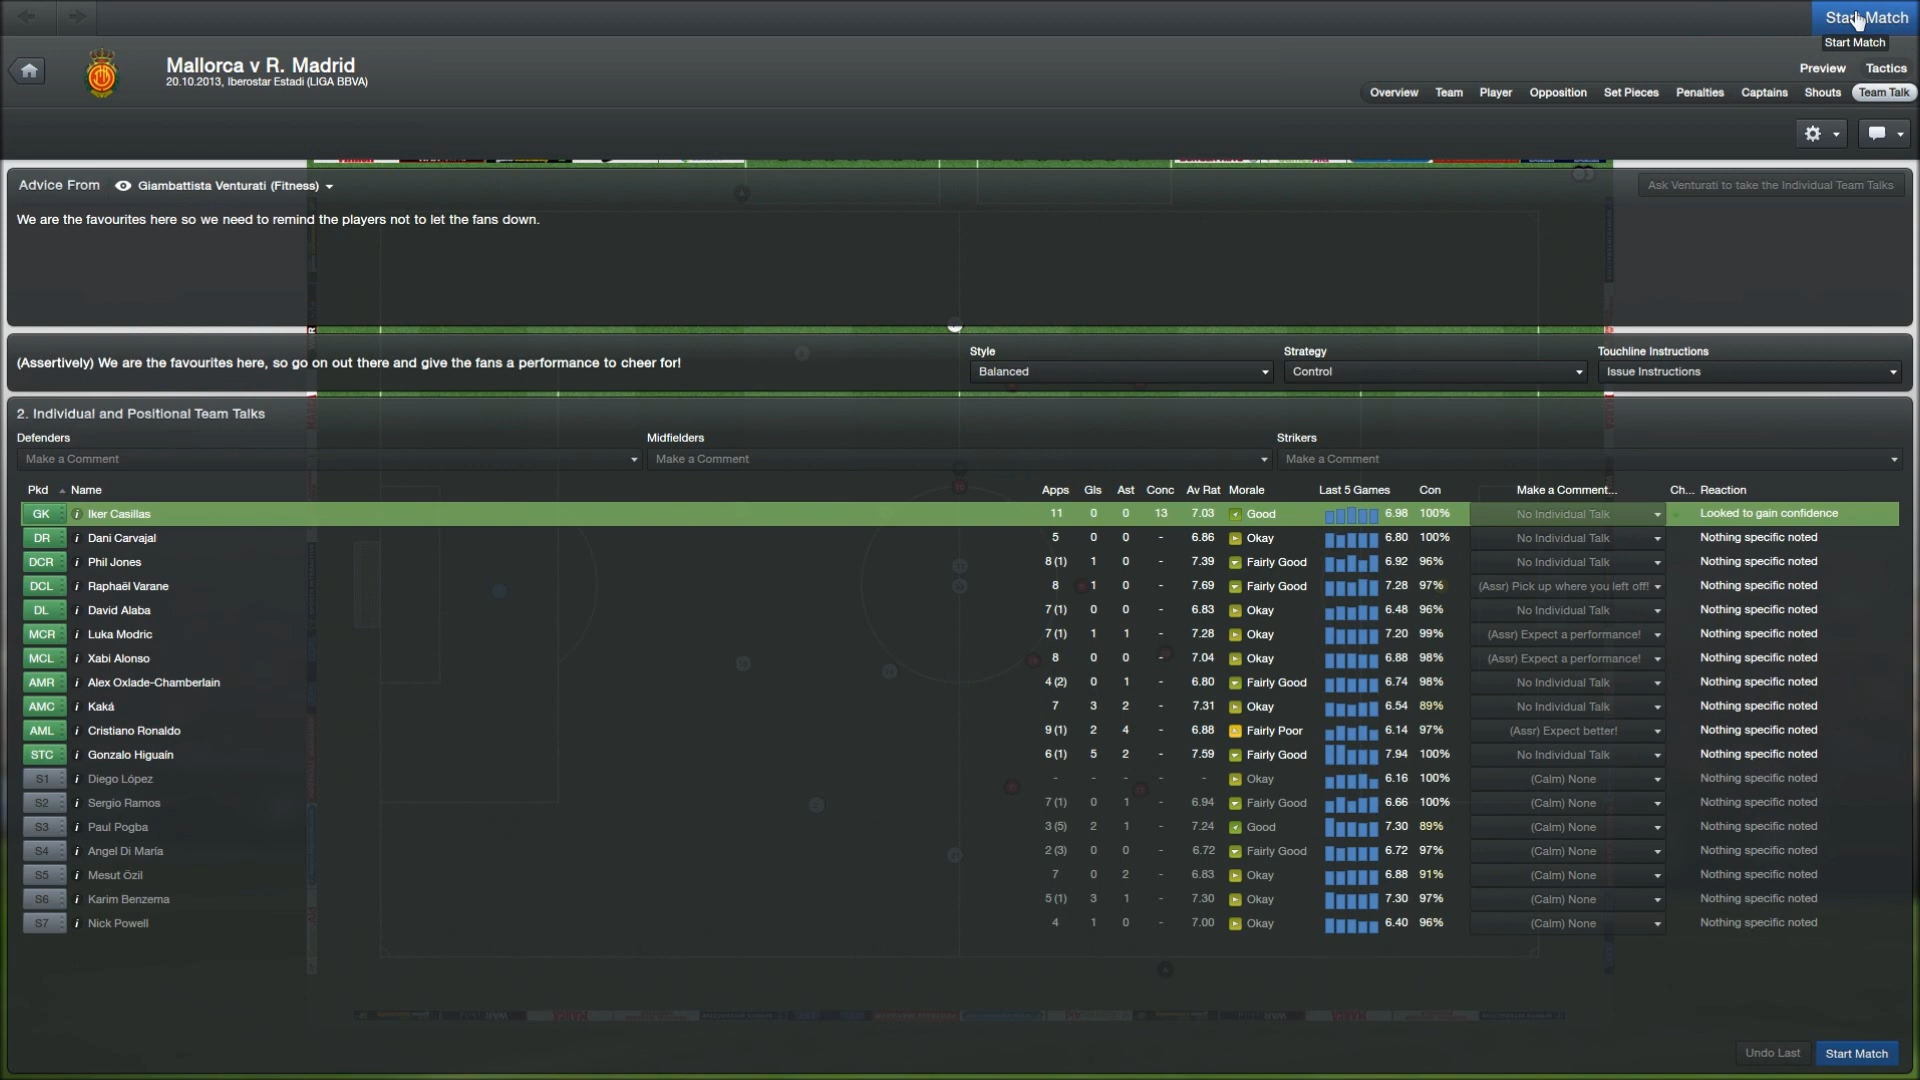 Start Match
Start Match
Mallorca v R. Madrid
20.10.2013, Iberostar Estadi (LIGA BBVA)
Preview Tactics
Overview Team Player Opposition Set Pieces Penalties Captains Shouts Team Talk
Advice From Giambattista Venturati (Fitness)
Ask Venturati to take the Individual Team Talks
We are the favourites here so we need to remind the players not to let the fans down.
(Assertively) We are the favourites here, so go on out there and give the fans a performance to cheer for!
Style Strategy Touchline Instructions
Balanced Control Issue Instructions
2. Individual and Positional Team Talks
Defenders Midfielders Strikers
Make a Comment Make a Comment Make a Comment
Pkd Name Apps Gls Ast Conc Av Rat Morale Last 5 Games Con Make a Comment... Ch... Reaction
GK i Iker Casillas 11 0 0 13 7.03 Good 6.98 100% No Individual Talk Looked to gain confidence
DR i Dani Carvajal 5 0 0 - 6.86 Okay 6.80 100% No Individual Talk Nothing specific noted
DCR i Phil Jones 8 (1) 1 0 - 7.39 Fairly Good 6.92 96% No Individual Talk Nothing specific noted
DCL i Raphaël Varane 8 1 0 - 7.69 Fairly Good 7.28 97% (Assr) Pick up where you left off! Nothing specific noted
DL i David Alaba 7 (1) 0 0 - 6.83 Okay 6.48 96% No Individual Talk Nothing specific noted
MCR i Luka Modric 7 (1) 1 1 - 7.28 Okay 7.20 99% (Assr) Expect a performance! Nothing specific noted
MCL i Xabi Alonso 8 0 0 - 7.04 Okay 6.88 98% (Assr) Expect a performance! Nothing specific noted
AMR i Alex Oxlade-Chamberlain 4 (2) 0 1 - 6.80 Fairly Good 6.74 98% No Individual Talk Nothing specific noted
AMC i Kaká 7 3 2 - 7.31 Okay 6.54 89% No Individual Talk Nothing specific noted
AML i Cristiano Ronaldo 9 (1) 2 4 - 6.88 Fairly Poor 6.14 97% (Assr) Expect better! Nothing specific noted
STC i Gonzalo Higuaín 6 (1) 5 2 - 7.59 Fairly Good 7.94 100% No Individual Talk Nothing specific noted
S1 i Diego López - - - - - Okay 6.16 100% (Calm) None Nothing specific noted
S2 i Sergio Ramos 7 (1) 0 1 - 6.94 Fairly Good 6.66 100% (Calm) None Nothing specific noted
S3 i Paul Pogba 3 (5) 2 1 - 7.24 Good 7.30 89% (Calm) None Nothing specific noted
S4 i Angel Di María 2 (3) 0 0 - 6.72 Fairly Good 6.72 97% (Calm) None Nothing specific noted
S5 i Mesut Özil 7 0 2 - 6.83 Okay 6.88 91% (Calm) None Nothing specific noted
S6 i Karim Benzema 5 (1) 3 1 - 7.30 Okay 7.30 97% (Calm) None Nothing specific noted
S7 i Nick Powell 4 1 0 - 7.00 Okay 6.40 96% (Calm) None Nothing specific noted
Undo Last Start Match